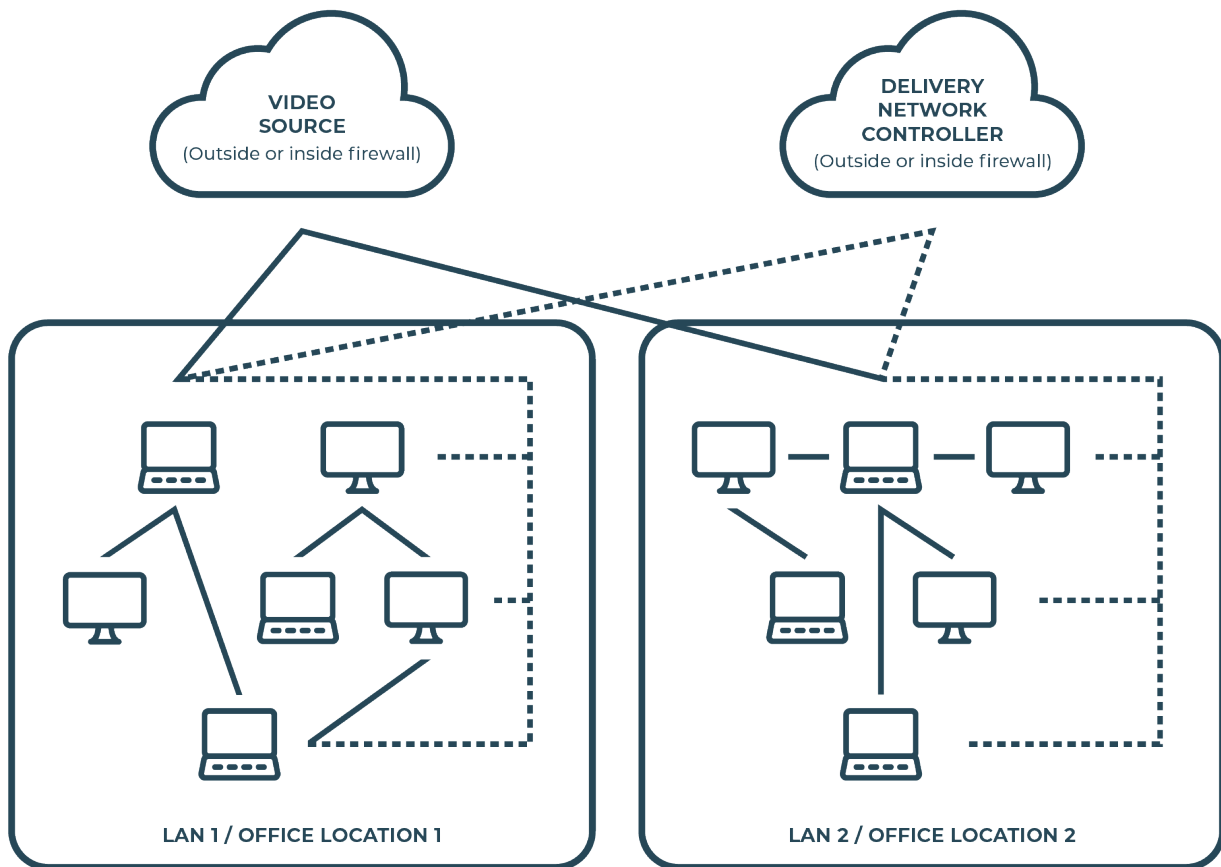 VIDEO
SOURCE
(Outside or inside firewall)
DELIVERY
NETWORK
CONTROLLER
(Outside or inside firewall)
LAN 1 / OFFICE LOCATION 1
LAN 2 / OFFICE LOCATION 2